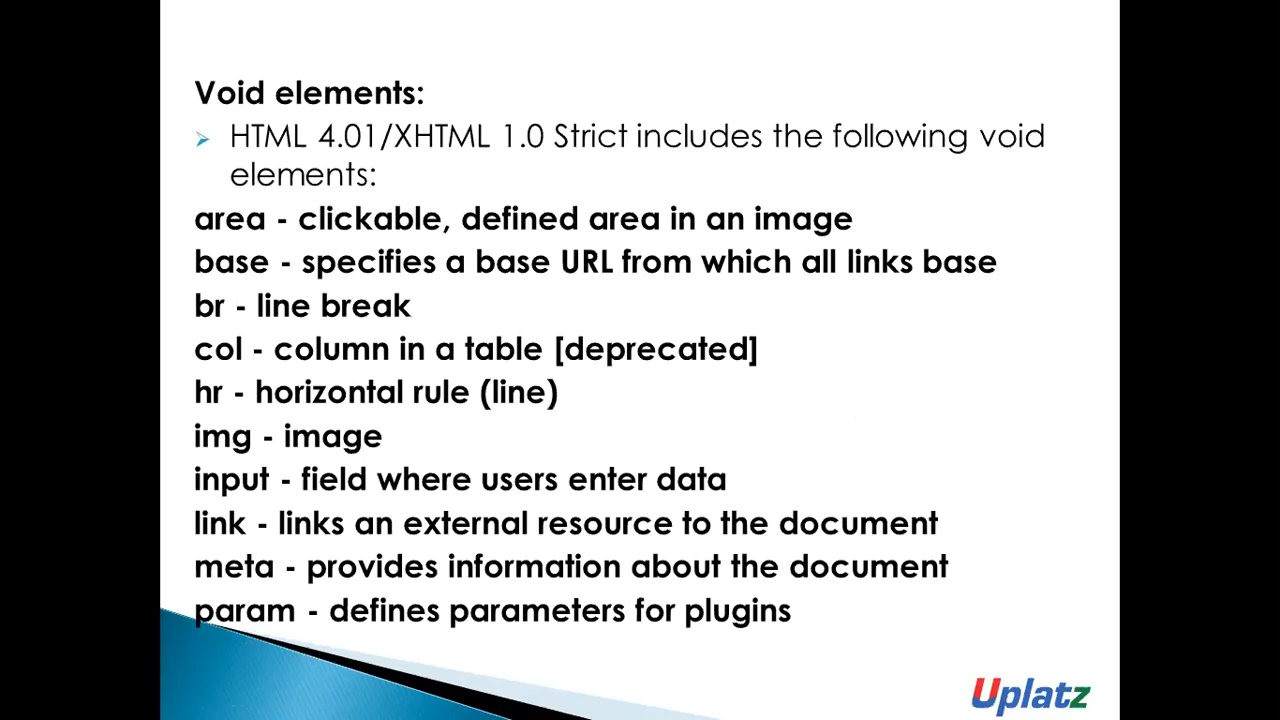 Void elements:
HTML 4.01/XHTML 1.0 Strict includes the following void
elements:
area - clickable, defined area in an image
base - specifies a base URL from which all links base
br - line break
col - column in a table [deprecated]
hr - horizontal rule (line)
img - image
input - field where users enter data
link - links an external resource to the document
meta - provides information about the document
param - defines parameters for plugins
Uplatz